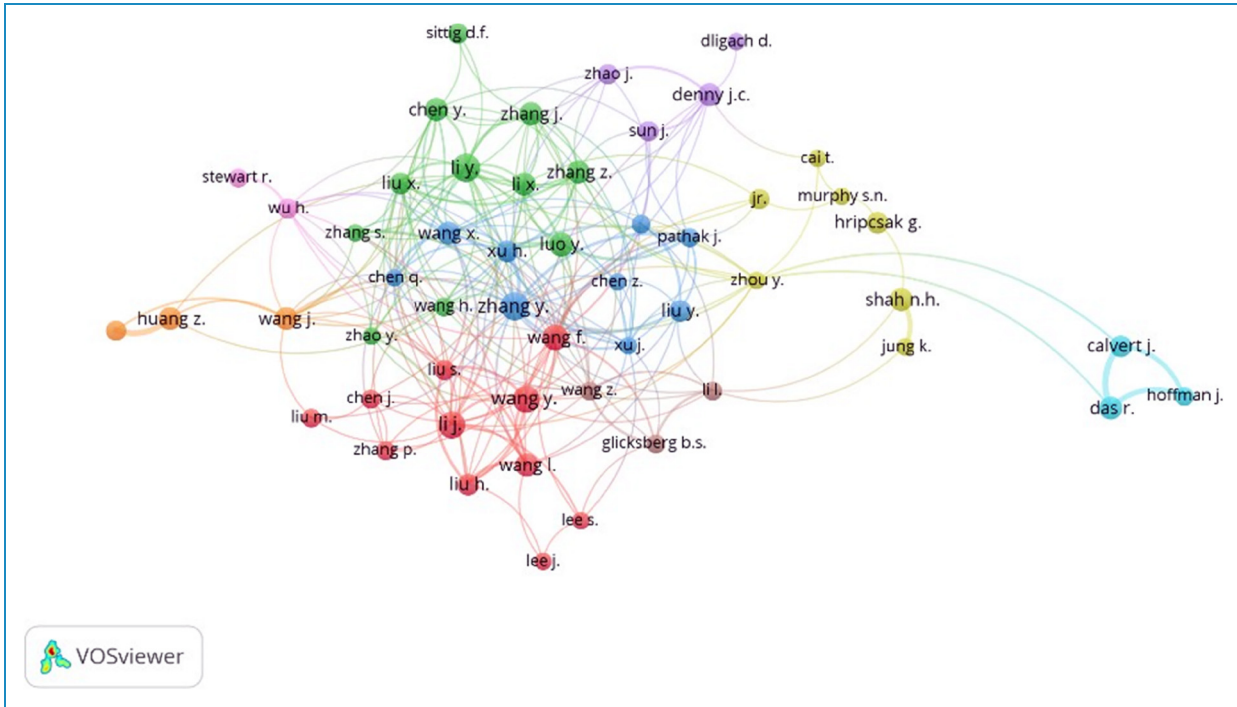 sittig d.f.
dligach d.
zhao j.
denny j.c.
chen y.
zhang j.
sun j.
cai t.
li y.
zhang z.
stewart r.
liu x.
li x.
jr.
murphy s.n.
wu h.
hripcsak g.
zhang s.
wang x.
xu h.
luo y.
pathak j.
chen q.
chen z.
zhou y.
wang h.
zhang y.
liu y.
shah n.h.
huang z.
wang j.
zhao y.
wang f.
xu j.
jung k.
calvert j.
liu s.
hoffman j.
chen j.
wang y.
wang z.
li l.
das r.
liu m.
li j.
zhang p.
glicksberg b.s.
wang l.
liu h.
lee s.
lee j.
VOSviewer